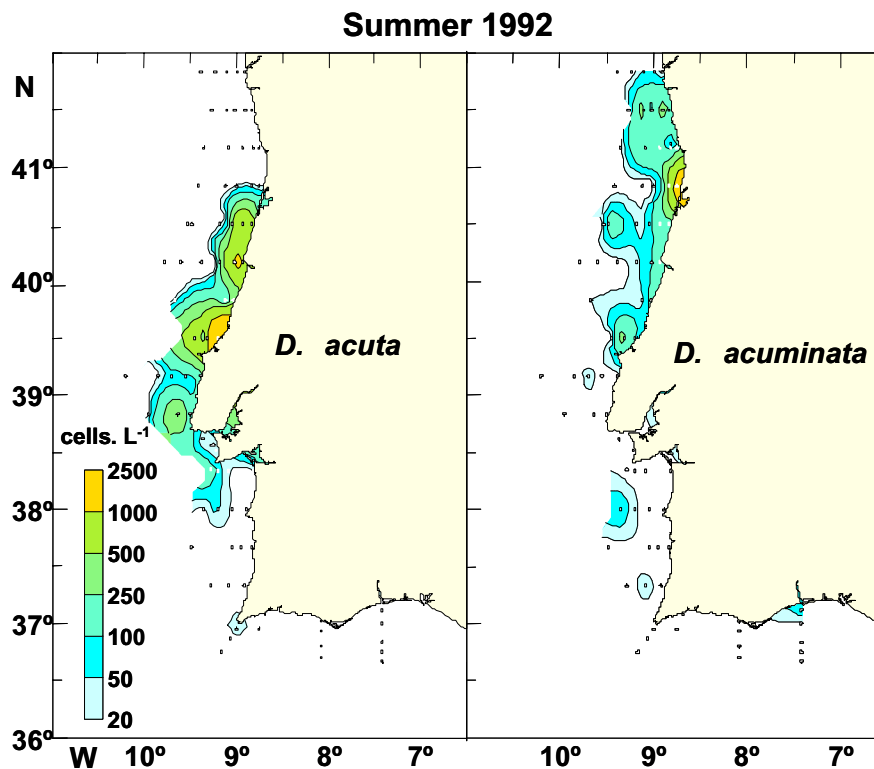 Summer 1992
N
41º
40º
39º
38º
37º
36º
D. acuta
D. acuminata
cells. L-1
2500
1000
500
250
100
50
20
W 10º 9º 8º 7º
10º 9º 8º 7º